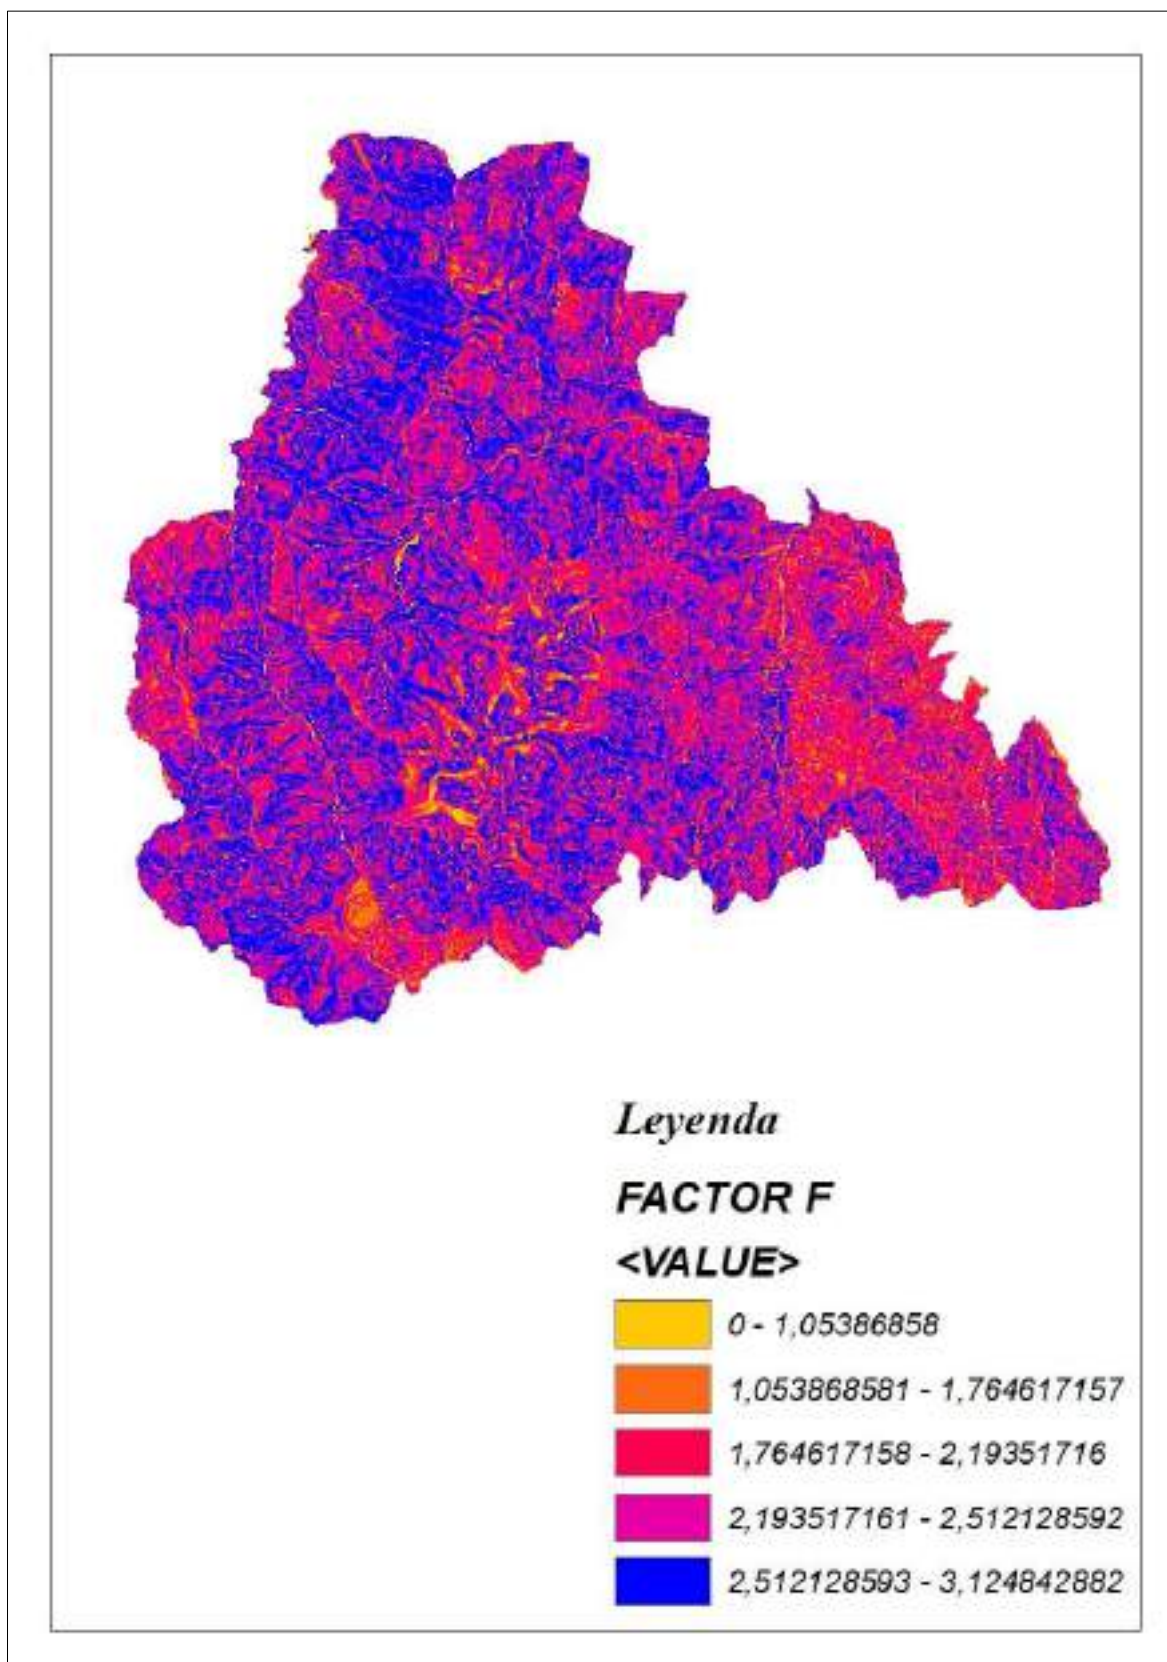 Leyenda
FACTOR F
<VALUE>
0 - 1,05386858
1,053868581 - 1,764617157
1,764617158 - 2,19351716
2,193517161 - 2,512128592
2,512128593 - 3,124842882